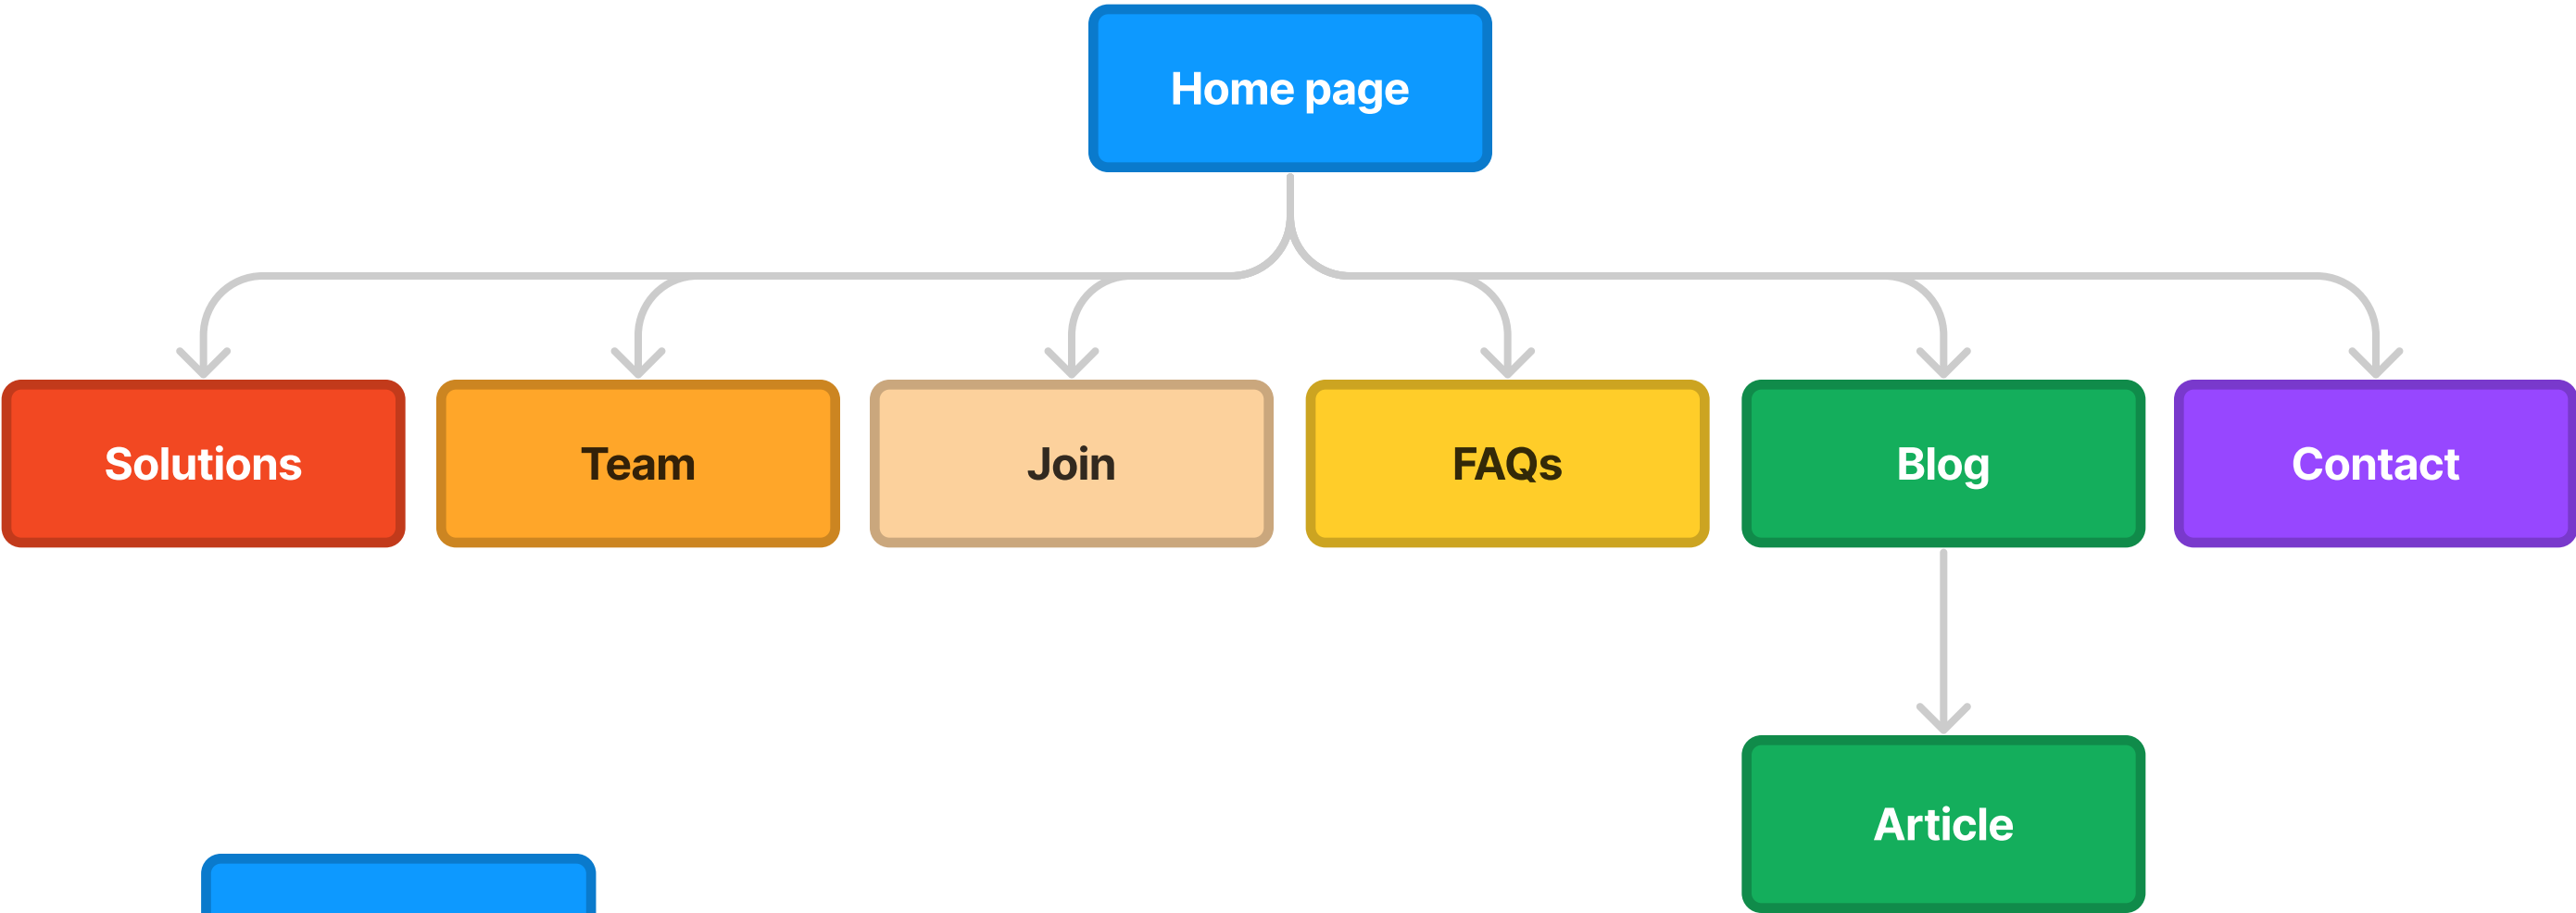 Home page
Solutions
Team
Join
FAQs
Blog
Contact
Article